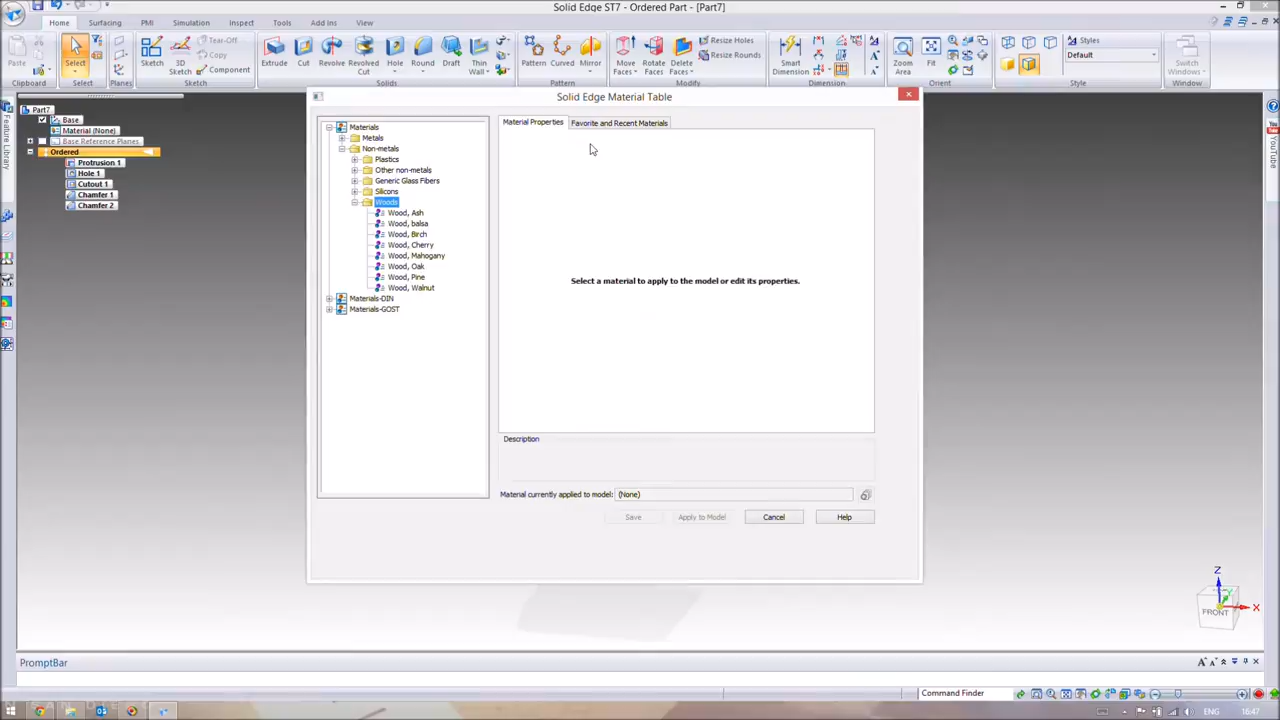 Solid Edge ST7 - Ordered Part - [Part7]
Home Surfacing PMI Simulation Inspect Tools Add Ins View
Paste
Clipboard
Select
Select
Planes
Sketch
3D Sketch
Tear-Off
Copy
Component
Sketch
Extrude
Cut
Revolve
Revolved Cut
Hole
Round
Draft
Thin Wall
Solids
Pattern
Curved
Mirror
Pattern
Move Faces
Rotate Faces
Delete Faces
Resize Holes
Resize Rounds
Modify
Smart Dimension
Dimension
Zoom Area
Fit
Orient
Styles
Default
Style
Switch Windows
Window
Feature Library
Part7
Base
Material (None)
Base Reference Planes
Ordered
Protrusion 1
Hole 1
Cutout 1
Chamfer 1
Chamfer 2
Solid Edge Material Table
Materials
Metals
Non-metals
Plastics
Other non-metals
Generic Glass Fibers
Silicons
Woods
Wood, Ash
Wood, balsa
Wood, Birch
Wood, Cherry
Wood, Mahogany
Wood, Oak
Wood, Pine
Wood, Walnut
Materials-DIN
Materials-GOST
Material Properties Favorite and Recent Materials
Select a material to apply to the model or edit its properties.
Description
Material currently applied to model: (None)
Save Apply to Model Cancel Help
YouTube
Z
FRONT
X
PromptBar
Command Finder
ENG 16:47